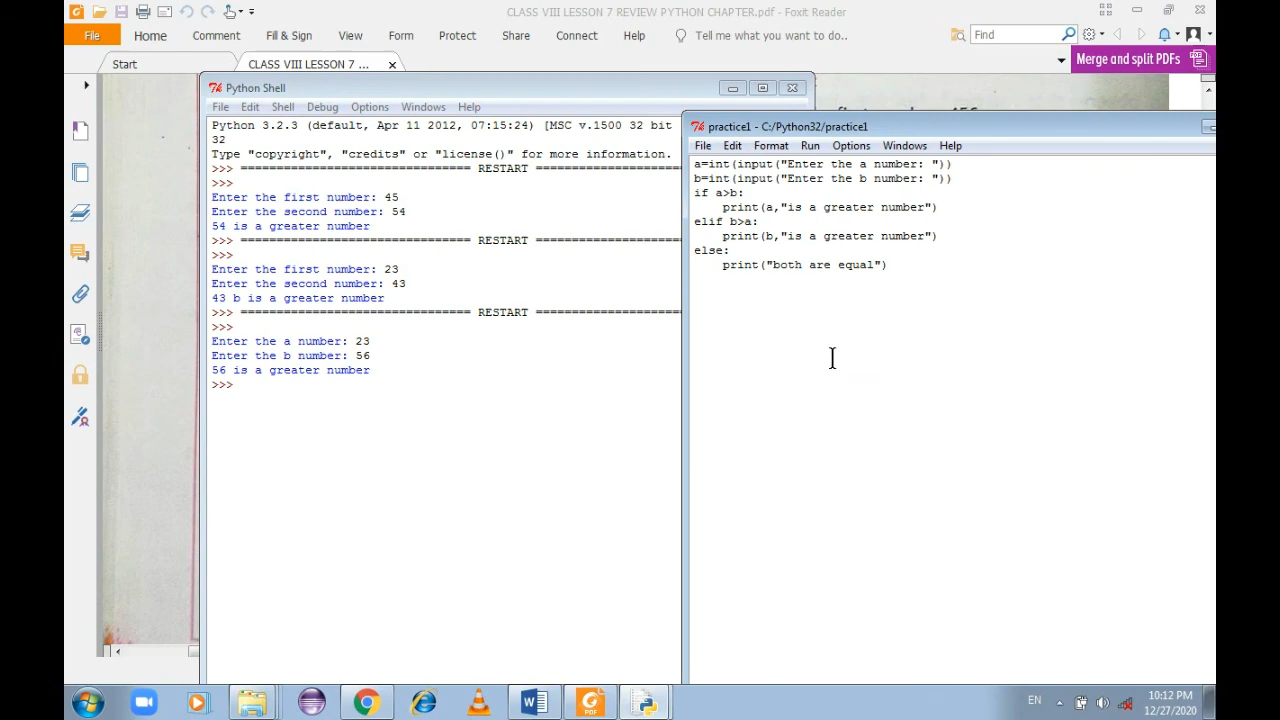 CLASS VIII LESSON 7 REVIEW PYTHON CHAPTER.pdf - Foxit Reader
File Home Comment Fill & Sign View Form Protect Share Connect Help Tell me what you want to do.. Find
Start CLASS VIII LESSON 7 ... Merge and split PDFs
Python Shell
File Edit Shell Debug Options Windows Help
Python 3.2.3 (default, Apr 11 2012, 07:15:24) [MSC v.1500 32 bit
32
Type "copyright", "credits" or "license()" for more information.
>>> ================================ RESTART ================
>>>
Enter the first number: 45
Enter the second number: 54
54 is a greater number
>>> ================================ RESTART ================
>>>
Enter the first number: 23
Enter the second number: 43
43 b is a greater number
>>> ================================ RESTART ================
>>>
Enter the a number: 23
Enter the b number: 56
56 is a greater number
>>>
practice1 - C:/Python32/practice1
File Edit Format Run Options Windows Help
a=int(input("Enter the a number: "))
b=int(input("Enter the b number: "))
if a>b:
    print(a,"is a greater number")
elif b>a:
    print(b,"is a greater number")
else:
    print("both are equal")
EN
10:12 PM
12/27/2020